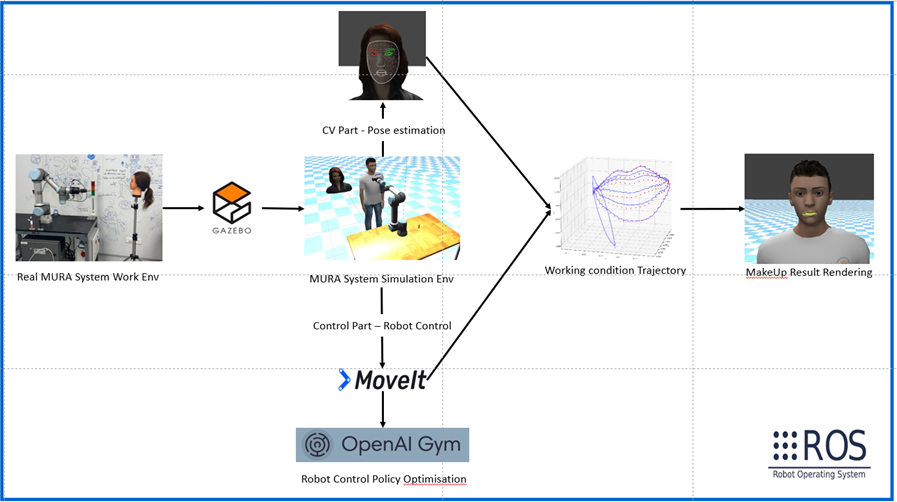 CV Part - Pose estimation
GAZEBO
Real MURA System Work Env
MURA System Simulation Env
Working condition Trajectory
MakeUp Result Rendering
Control Part – Robot Control
MoveIt
OpenAI Gym
Robot Control Policy Optimisation
ROS
Robot Operating System